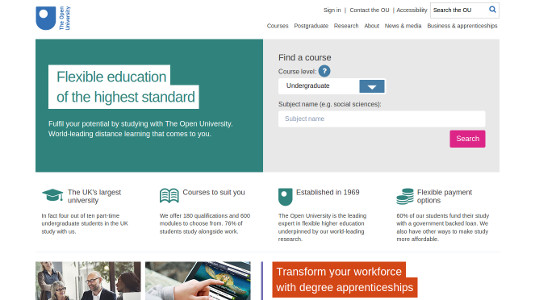 The Open
University
Sign in | Contact the OU | Accessibility
Search the OU
Courses Postgraduate Research About News & media Business & apprenticeships
Flexible education
of the highest standard
Fulfil your potential by studying with The Open University.
World-leading distance learning that comes to you.
Find a course
Course level: ?
Undergraduate
Subject name (e.g. social sciences):
Subject name
Search
The UK's largest
university
In fact four out of ten part-time
undergraduate students in the UK
study with us.
Courses to suit you
We offer 180 qualifications and 600
modules to choose from. 76% of
students study alongside work.
Established in 1969
The Open University is the leading
expert in flexible higher education
underpinned by our world-leading
research.
Flexible payment
options
60% of our students fund their study
with a government backed loan. We
also have other ways to make study
more affordable.
Transform your workforce
with degree apprenticeships